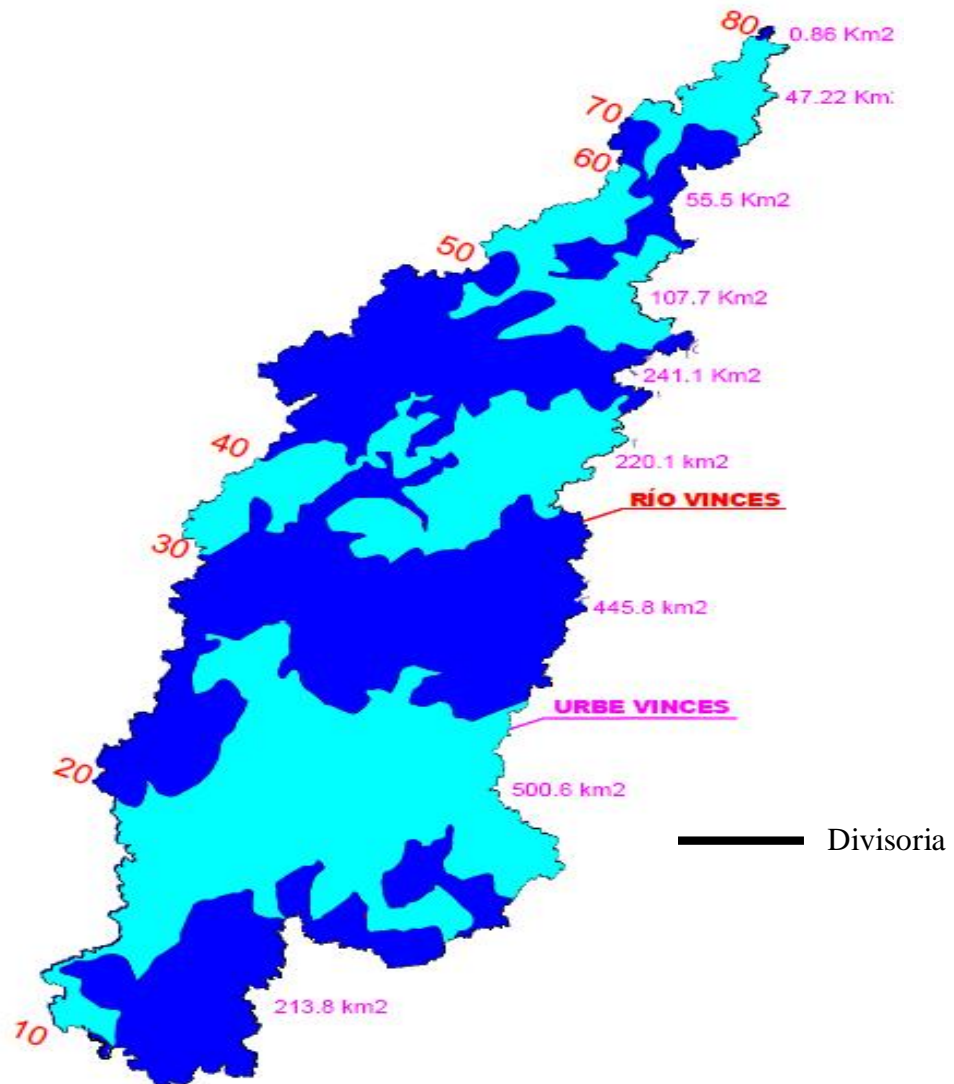 80
0.86 Km2
47.22 Km2
70
60
55.5 Km2
50
107.7 Km2
241.1 Km2
40
220.1 km2
RÍO VINCES
30
445.8 km2
URBE VINCES
20
500.6 km2
Divisoria
213.8 km2
10